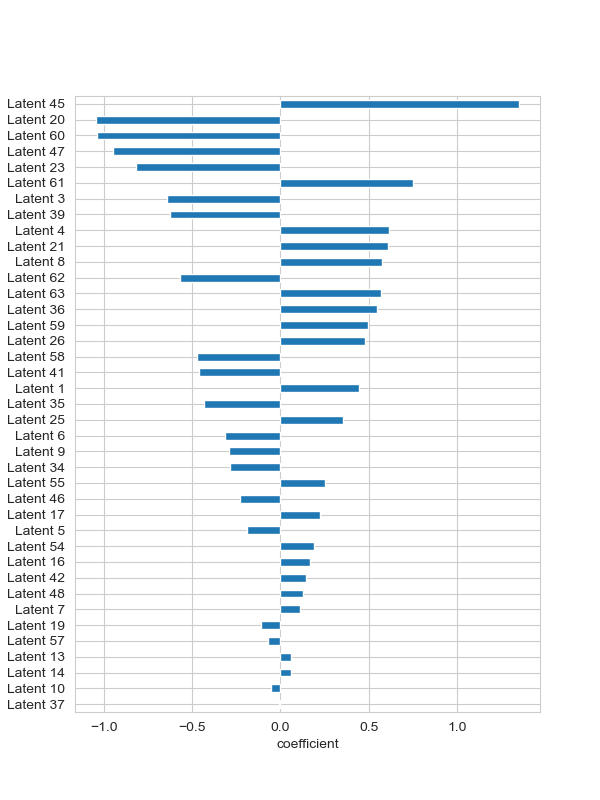 Latent 45
Latent 20
Latent 60
Latent 47
Latent 23
Latent 61
Latent 3
Latent 39
Latent 4
Latent 21
Latent 8
Latent 62
Latent 63
Latent 36
Latent 59
Latent 26
Latent 58
Latent 41
Latent 1
Latent 35
Latent 25
Latent 6
Latent 9
Latent 34
Latent 55
Latent 46
Latent 17
Latent 5
Latent 54
Latent 16
Latent 42
Latent 48
Latent 7
Latent 19
Latent 57
Latent 13
Latent 14
Latent 10
Latent 37
−1.0 −0.5 0.0 0.5 1.0
coefficient